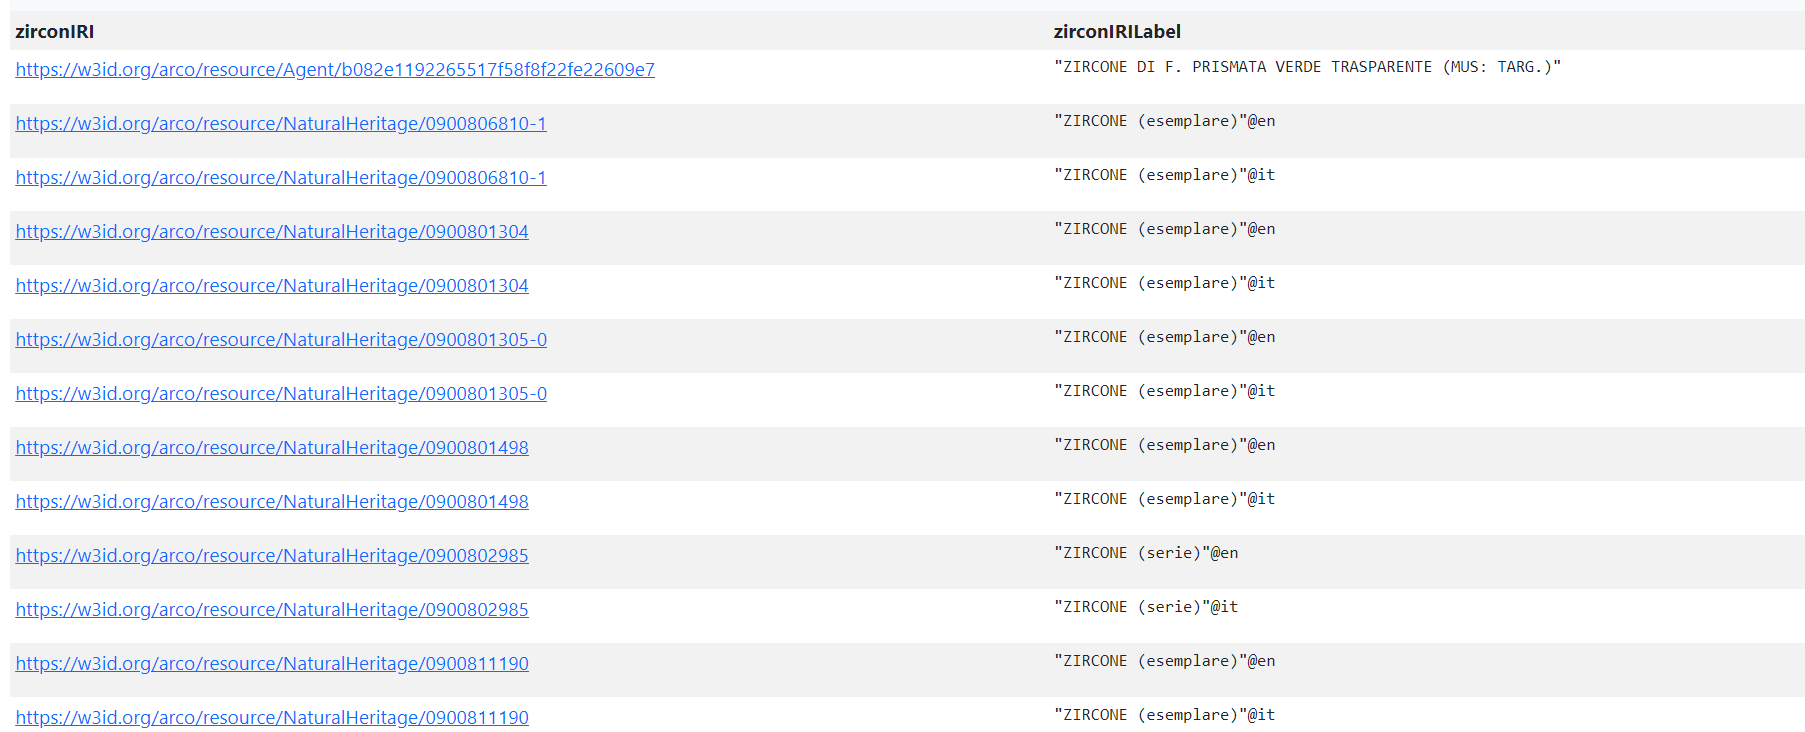 zirconIRI zirconIRILabel
https://w3id.org/arco/resource/Agent/b082e1192265517f58f8f22fe22609e7 "ZIRCONE DI F. PRISMATA VERDE TRASPARENTE (MUS: TARG.)"
https://w3id.org/arco/resource/NaturalHeritage/0900806810-1 "ZIRCONE (esemplare)"@en
https://w3id.org/arco/resource/NaturalHeritage/0900806810-1 "ZIRCONE (esemplare)"@it
https://w3id.org/arco/resource/NaturalHeritage/0900801304 "ZIRCONE (esemplare)"@en
https://w3id.org/arco/resource/NaturalHeritage/0900801304 "ZIRCONE (esemplare)"@it
https://w3id.org/arco/resource/NaturalHeritage/0900801305-0 "ZIRCONE (esemplare)"@en
https://w3id.org/arco/resource/NaturalHeritage/0900801305-0 "ZIRCONE (esemplare)"@it
https://w3id.org/arco/resource/NaturalHeritage/0900801498 "ZIRCONE (esemplare)"@en
https://w3id.org/arco/resource/NaturalHeritage/0900801498 "ZIRCONE (esemplare)"@it
https://w3id.org/arco/resource/NaturalHeritage/0900802985 "ZIRCONE (serie)"@en
https://w3id.org/arco/resource/NaturalHeritage/0900802985 "ZIRCONE (serie)"@it
https://w3id.org/arco/resource/NaturalHeritage/0900811190 "ZIRCONE (esemplare)"@en
https://w3id.org/arco/resource/NaturalHeritage/0900811190 "ZIRCONE (esemplare)"@it